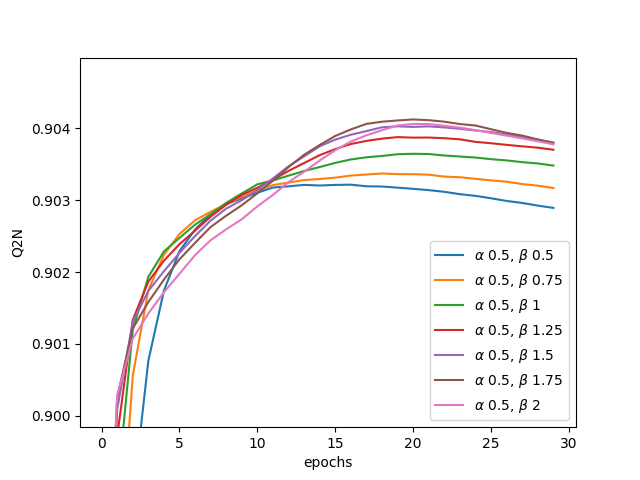 Q2N
0.904
0.903
0.902
0.901
0.900
0 5 10 15 20 25 30
epochs
α 0.5, β 0.5
α 0.5, β 0.75
α 0.5, β 1
α 0.5, β 1.25
α 0.5, β 1.5
α 0.5, β 1.75
α 0.5, β 2